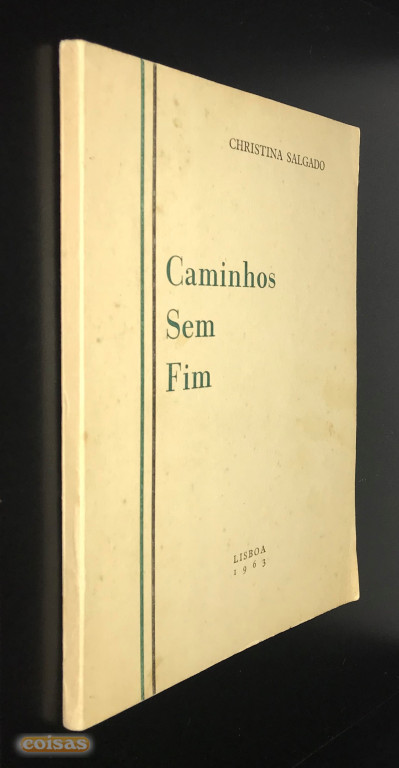 CHRISTINA SALGADO
Caminhos
Sem
Fim
LISBOA
1963
coisas